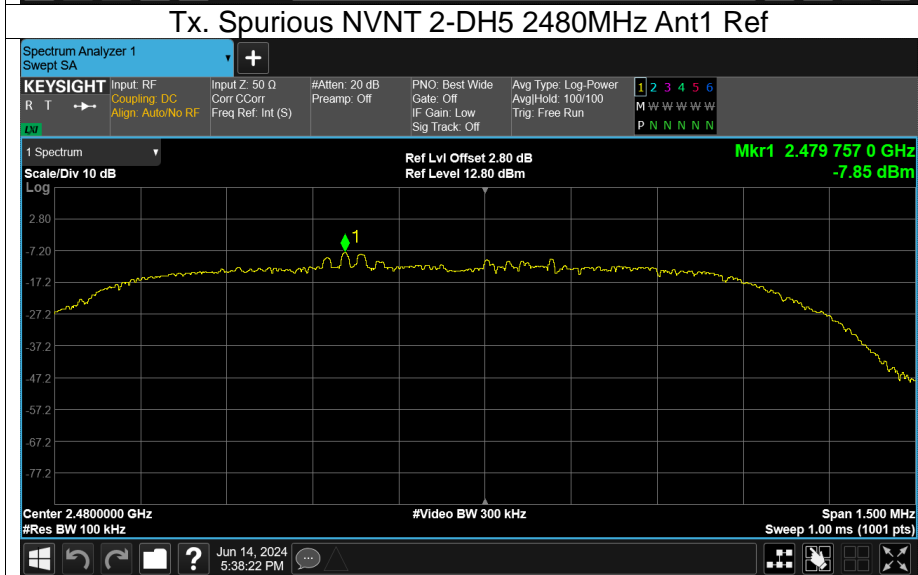 Tx. Spurious NVNT 2-DH5 2480MHz Ant1 Ref
Spectrum Analyzer 1
Swept SA
KEYSIGHT
R T
LXI
Input: RF
Coupling: DC
Align: Auto/No RF
Input Z: 50 Ω
Corr CCorr
Freq Ref: Int (S)
#Atten: 20 dB
Preamp: Off
PNO: Best Wide
Gate: Off
IF Gain: Low
Sig Track: Off
Avg Type: Log-Power
Avg|Hold: 100/100
Trig: Free Run
1 2 3 4 5 6
M W W W W W
P N N N N N
1 Spectrum
Scale/Div 10 dB
Ref Lvl Offset 2.80 dB
Ref Level 12.80 dBm
Mkr1 2.479 757 0 GHz
-7.85 dBm
Log
2.80
-7.20
-17.2
-27.2
-37.2
-47.2
-57.2
-67.2
-77.2
1
Center 2.4800000 GHz
#Res BW 100 kHz
#Video BW 300 kHz
Span 1.500 MHz
Sweep 1.00 ms (1001 pts)
?
Jun 14, 2024
5:38:22 PM